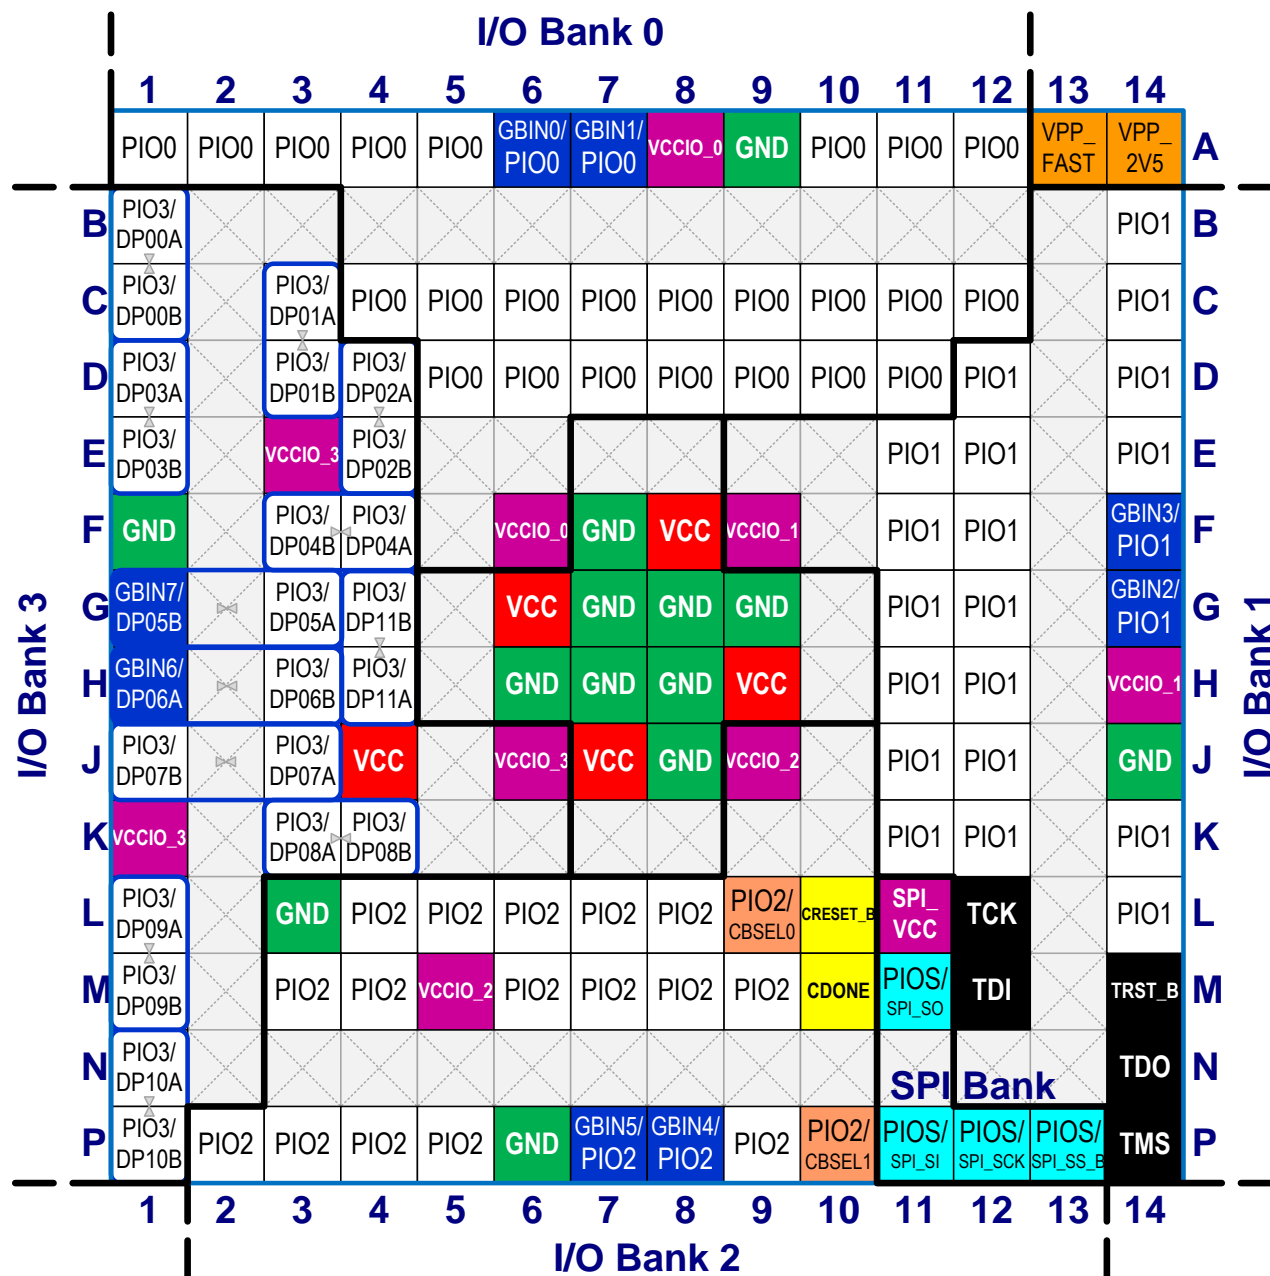 I/O Bank 0
1 2 3 4 5 6 7 8 9 10 11 12 13 14
PIO0 PIO0 PIO0 PIO0 PIO0 GBIN0/ PIO0 GBIN1/ PIO0 VCCIO_0 GND PIO0 PIO0 PIO0 VPP_ FAST VPP_ 2V5 A
B PIO3/ DP00A PIO1 B
C PIO3/ DP00B PIO3/ DP01A PIO0 PIO0 PIO0 PIO0 PIO0 PIO0 PIO0 PIO0 PIO0 PIO1 C
D PIO3/ DP03A PIO3/ DP01B PIO3/ DP02A PIO0 PIO0 PIO0 PIO0 PIO0 PIO0 PIO0 PIO1 PIO1 D
E PIO3/ DP03B VCCIO_3 PIO3/ DP02B PIO1 PIO1 PIO1 E
F GND PIO3/ DP04B PIO3/ DP04A VCCIO_0 GND VCC VCCIO_1 PIO1 PIO1 GBIN3/ PIO1 F
G GBIN7/ DP05B PIO3/ DP05A PIO3/ DP11B VCC GND GND GND PIO1 PIO1 GBIN2/ PIO1 G
H GBIN6/ DP06A PIO3/ DP06B PIO3/ DP11A GND GND GND VCC PIO1 PIO1 VCCIO_1 H
J PIO3/ DP07B PIO3/ DP07A VCC VCCIO_3 VCC GND VCCIO_2 PIO1 PIO1 GND J
K VCCIO_3 PIO3/ DP08A PIO3/ DP08B PIO1 PIO1 PIO1 K
L PIO3/ DP09A GND PIO2 PIO2 PIO2 PIO2 PIO2 PIO2/ CBSEL0 CRESET_B SPI_ VCC TCK PIO1 L
M PIO3/ DP09B PIO2 PIO2 VCCIO_2 PIO2 PIO2 PIO2 PIO2 CDONE PIOS/ SPI_SO TDI TRST_B M
N PIO3/ DP10A SPI Bank TDO N
P PIO3/ DP10B PIO2 PIO2 PIO2 PIO2 GND GBIN5/ PIO2 GBIN4/ PIO2 PIO2 PIO2/ CBSEL1 PIOS/ SPI_SI PIOS/ SPI_SCK PIOS/ SPI_SS_B TMS P
1 2 3 4 5 6 7 8 9 10 11 12 13 14
I/O Bank 2
I/O Bank 3
I/O Bank 1